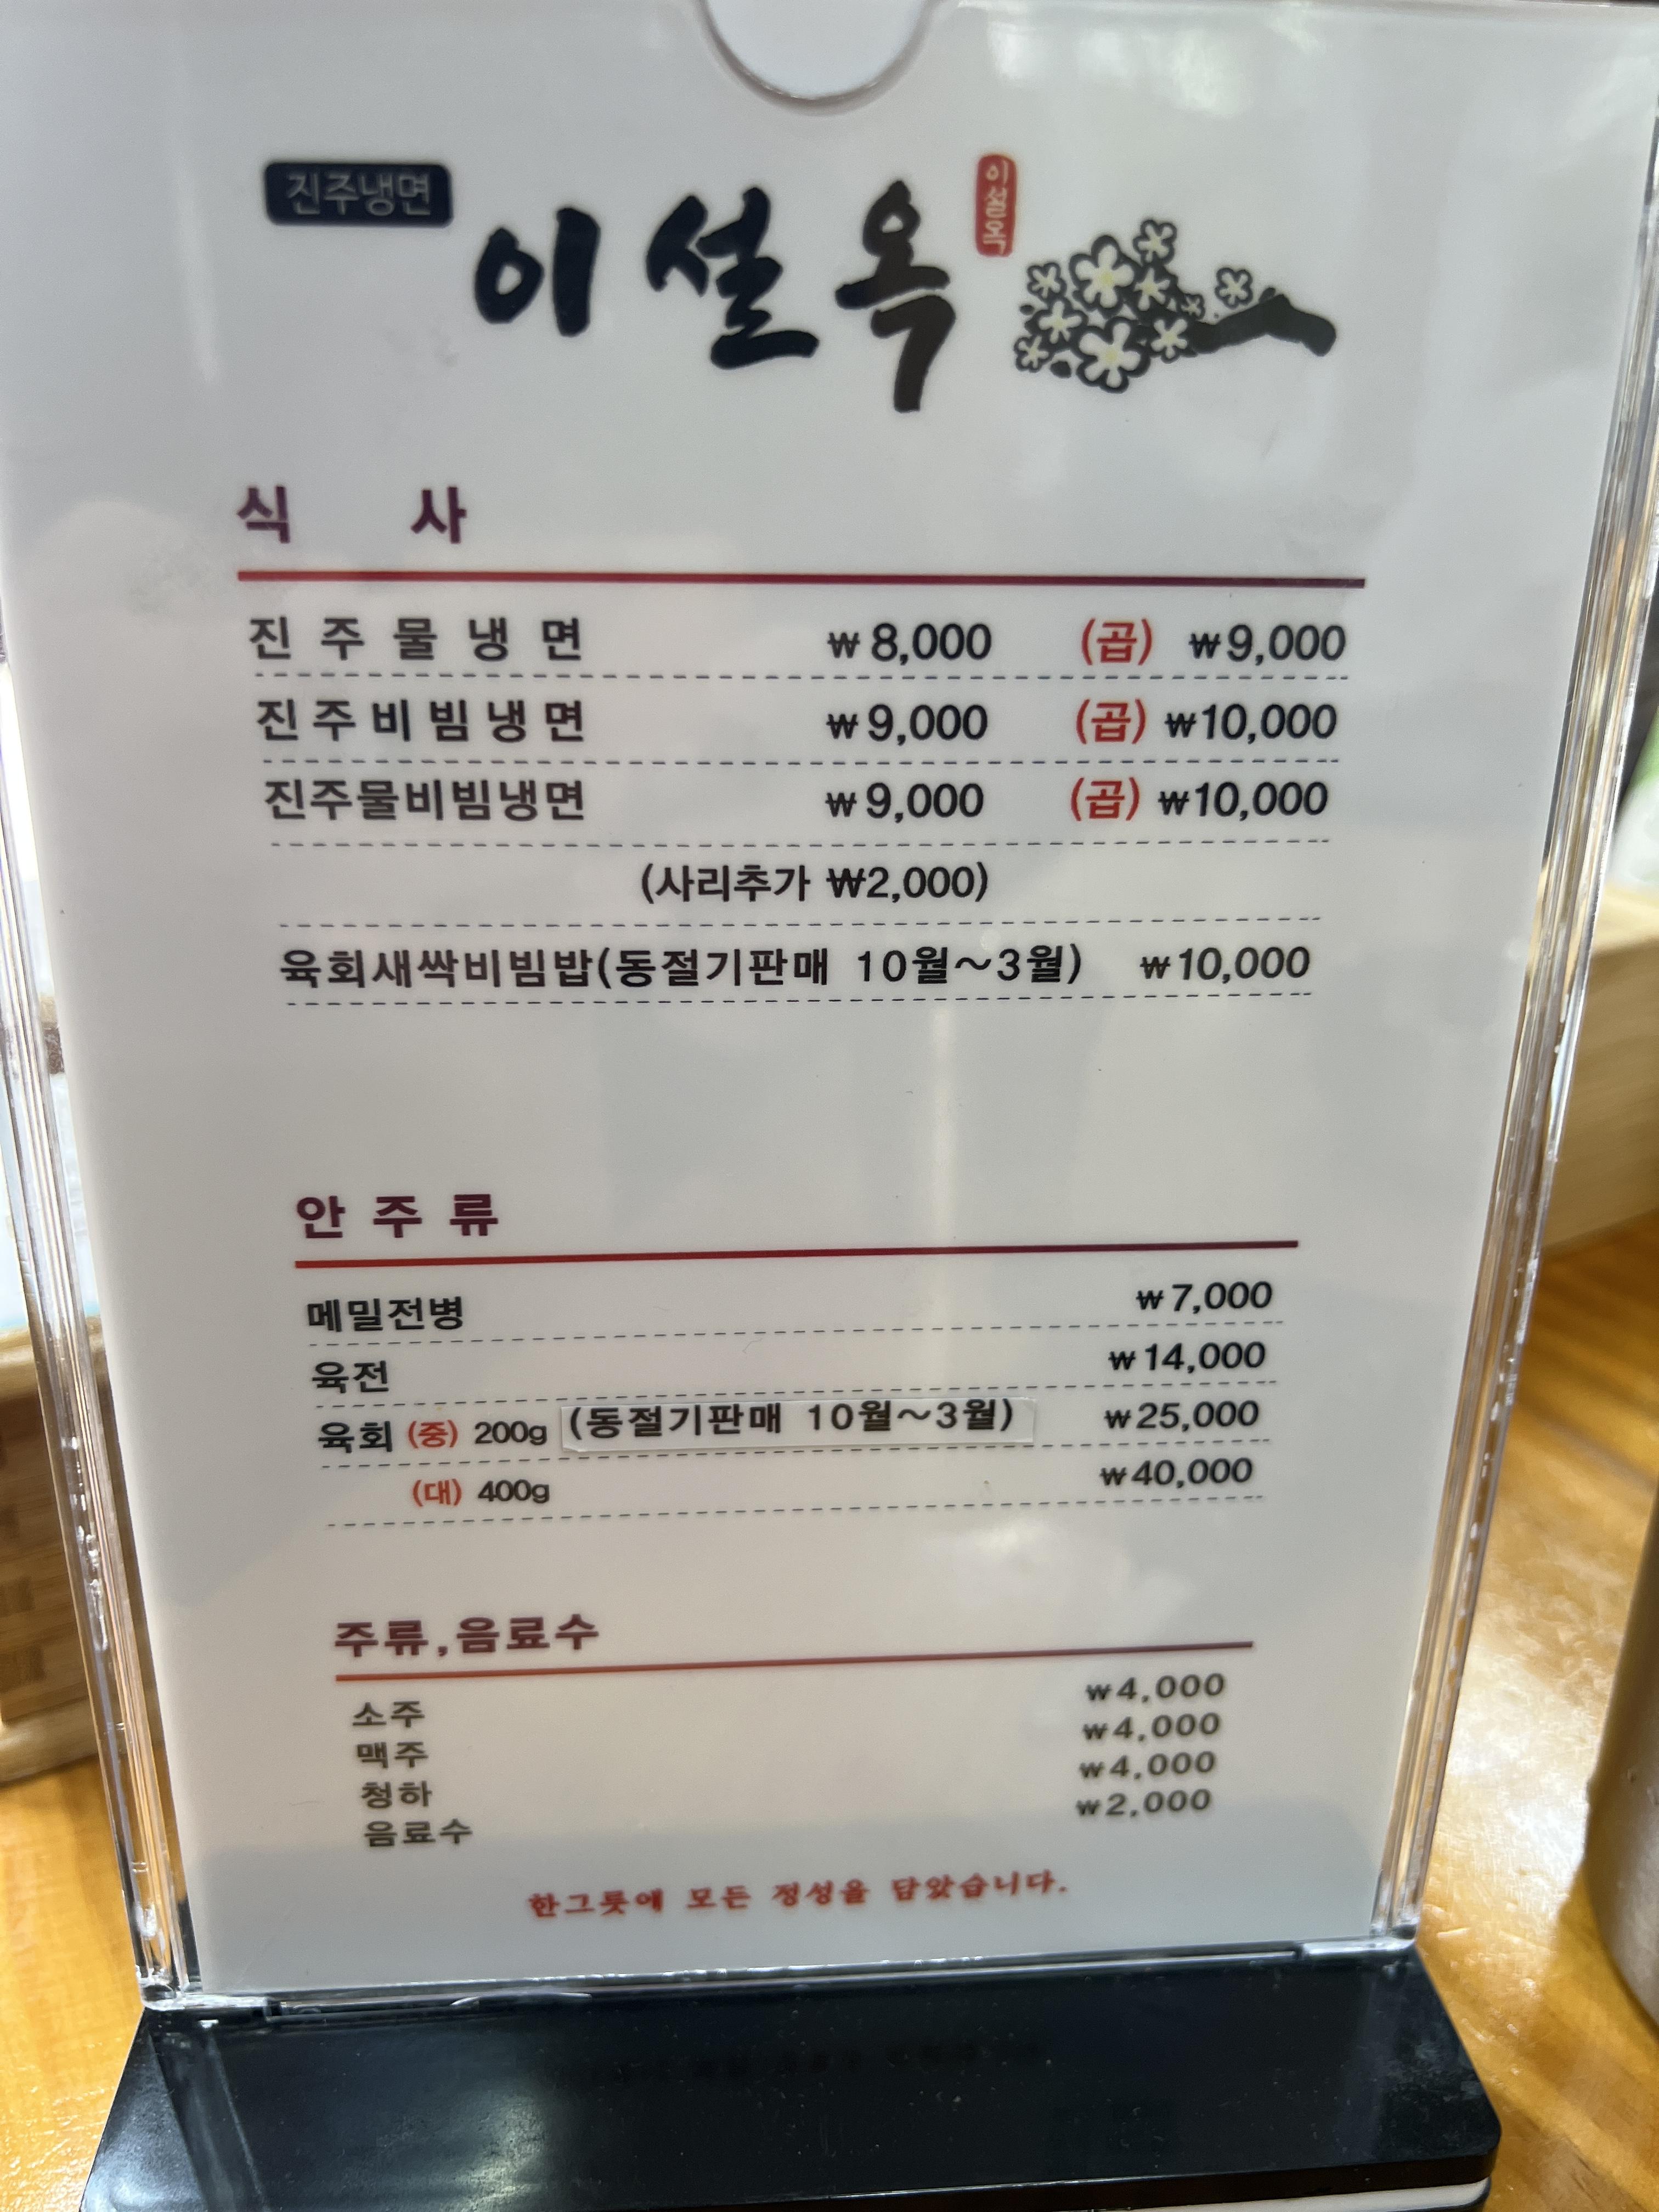 진주냉면
이설옥
이설옥
식 사
진 주 물 냉 면 ₩8,000 (곱) ₩9,000
진 주 비 빔 냉 면 ₩9,000 (곱) ₩10,000
진주물비빔냉면 ₩9,000 (곱) ₩10,000
(사리추가 ₩2,000)
육회새싹비빔밥(동절기판매 10월~3월) ₩10,000
안 주 류
메밀전병 ₩7,000
육전 ₩14,000
육회 (중) 200g (동절기판매 10월~3월) ₩25,000
(대) 400g ₩40,000
주류,음료수
소주 ₩4,000
맥주 ₩4,000
청하 ₩4,000
음료수 ₩2,000
한그릇에 모든 정성을 담았습니다.